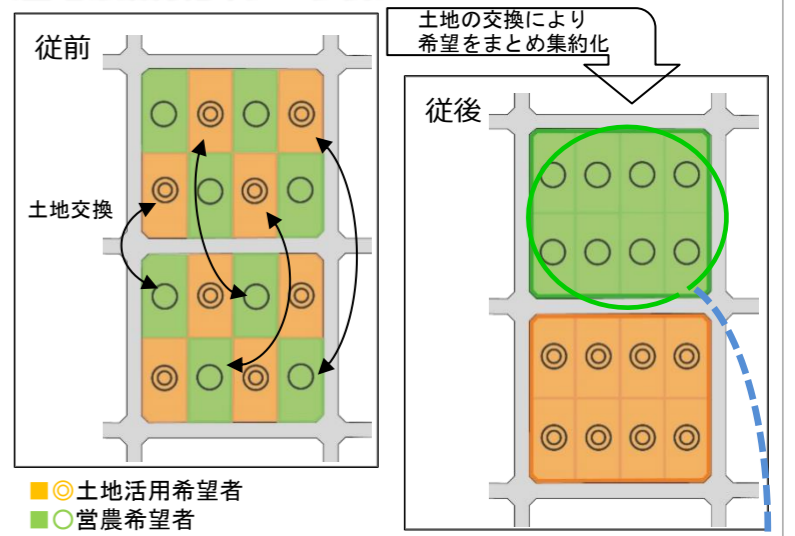 土地の交換により
希望をまとめ集約化
従前
従後
土地交換
■◎土地活用希望者
■○営農希望者